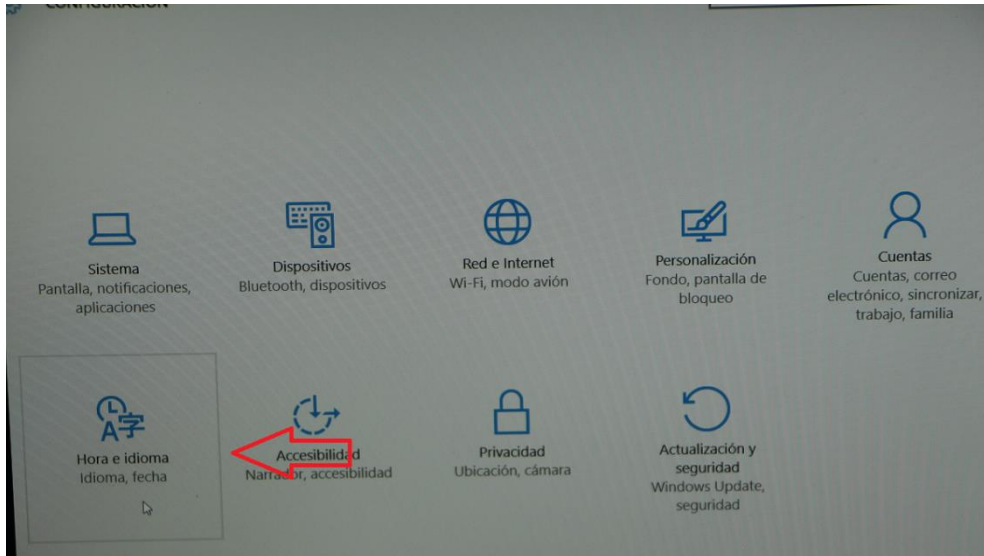 CONFIGURACIÓN
Sistema
Pantalla, notificaciones,
aplicaciones
Dispositivos
Bluetooth, dispositivos
Red e Internet
Wi-Fi, modo avión
Personalización
Fondo, pantalla de
bloqueo
Cuentas
Cuentas, correo
electrónico, sincronizar,
trabajo, familia
Hora e idioma
Idioma, fecha
Accesibilidad
Narrador, accesibilidad
Privacidad
Ubicación, cámara
Actualización y
seguridad
Windows Update,
seguridad